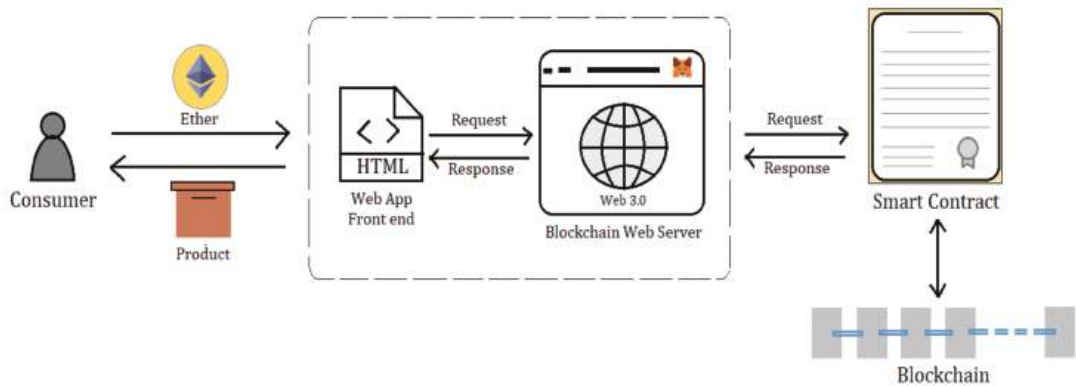 Ether
Consumer
Product
HTML
Web App
Front end
Request
Response
Web 3.0
Blockchain Web Server
Request
Response
Smart Contract
Blockchain